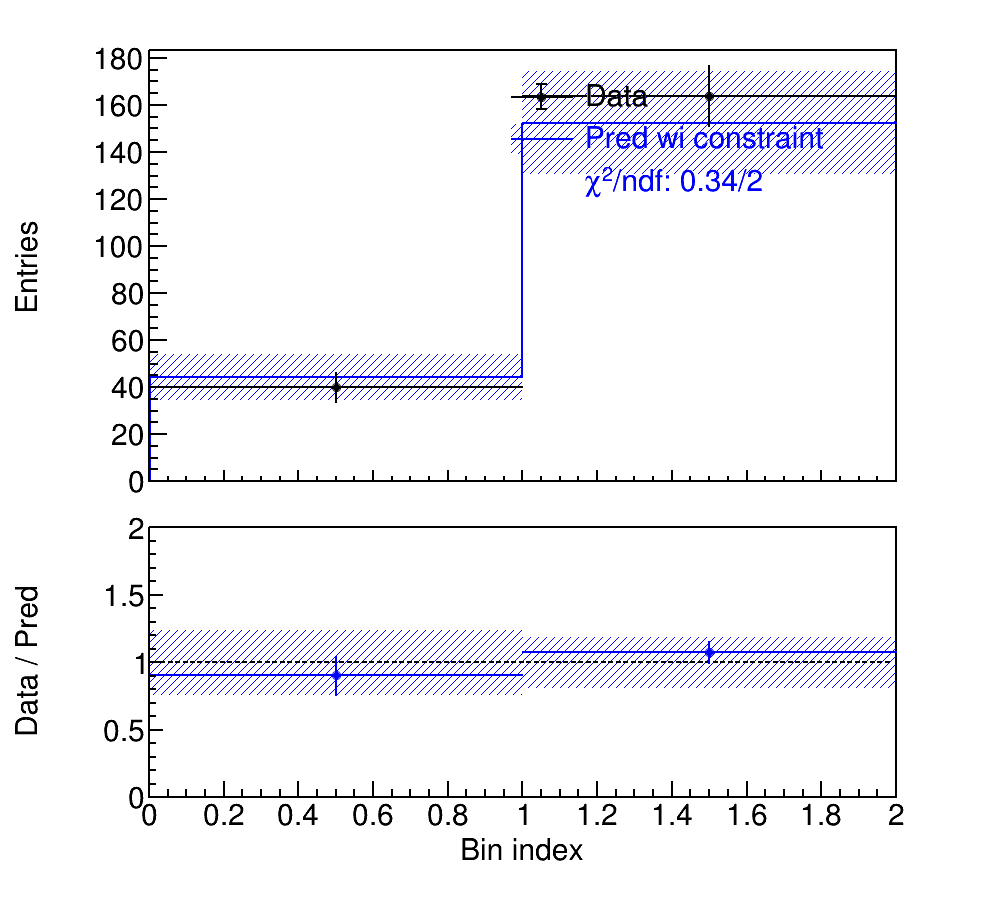 180
160
140
120
100
80
60
40
20
0
Entries
Data
Pred wi constraint
χ²/ndf: 0.34/2
2
1.5
1
0.5
0
Data / Pred
0 0.2 0.4 0.6 0.8 1 1.2 1.4 1.6 1.8 2
Bin index